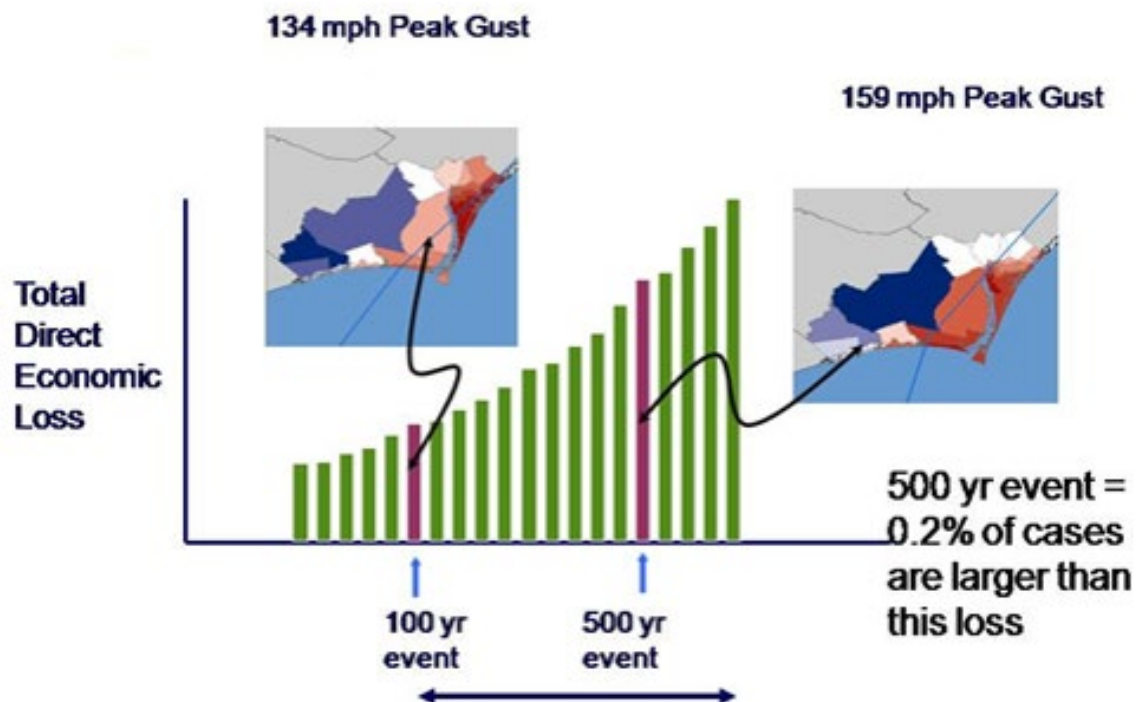 134 mph Peak Gust
159 mph Peak Gust
Total
Direct
Economic
Loss
500 yr event =
0.2% of cases
are larger than
this loss
100 yr
event
500 yr
event